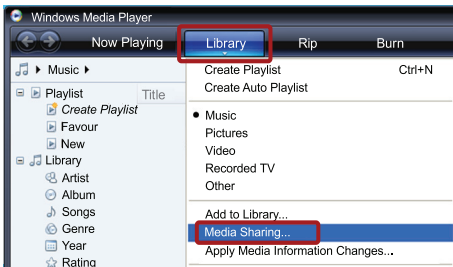 Windows Media Player
Now Playing Library Rip Burn
Music
Playlist Title
Create Playlist
Favour
New
Library
Artist
Album
Songs
Genre
Year
Rating
Create Playlist Ctrl+N
Create Auto Playlist
Music
Pictures
Video
Recorded TV
Other
Add to Library...
Media Sharing...
Apply Media Information Changes...